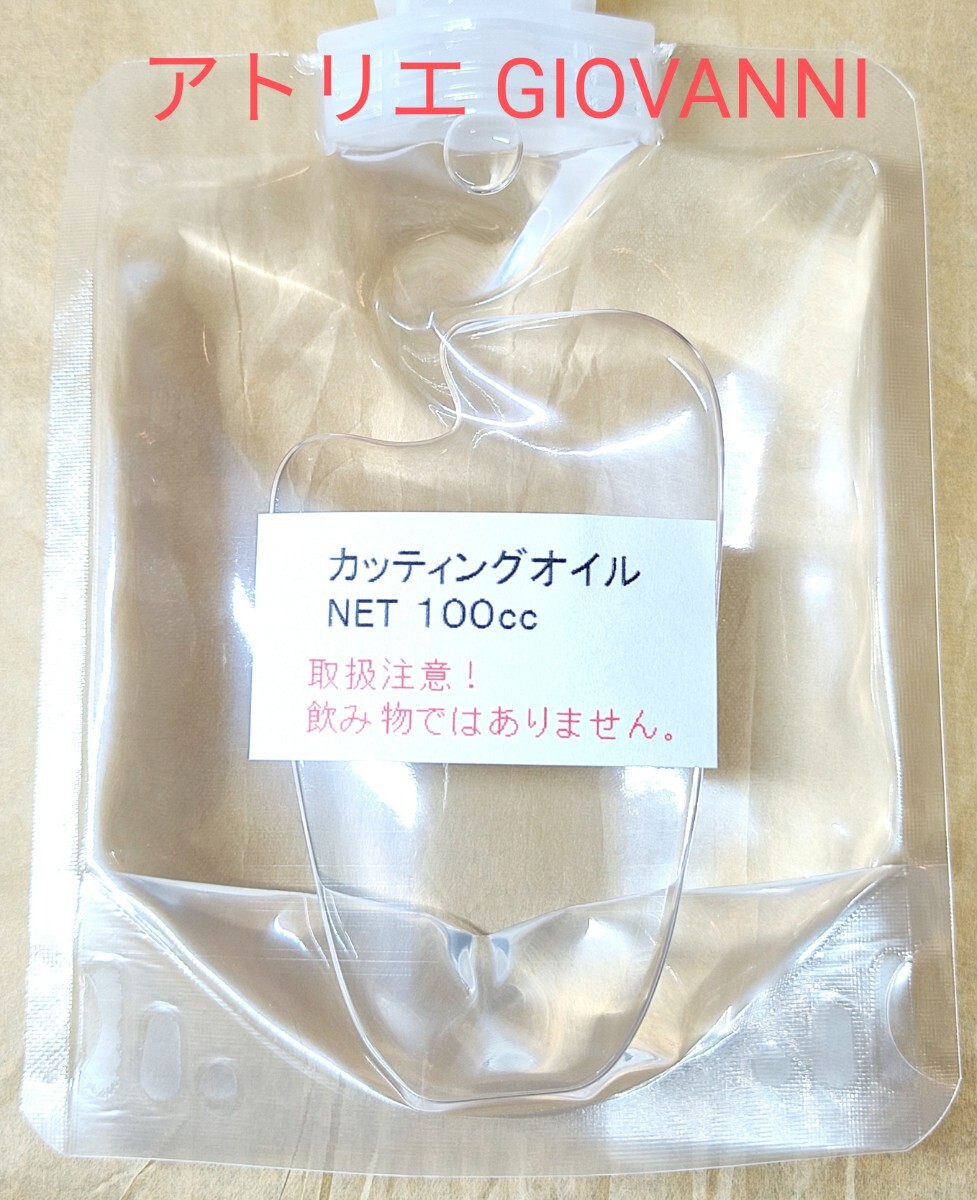 アトリエ GIOVANNI
カッティングオイル
NET 100cc
取扱注意！
飲み物ではありません。